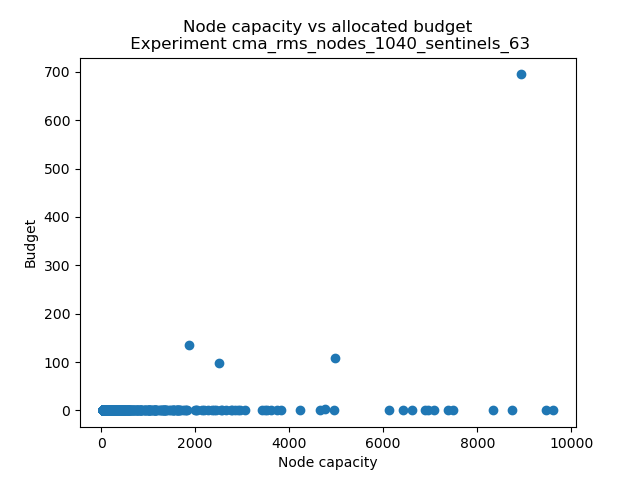 Node capacity vs allocated budget
Experiment cma_rms_nodes_1040_sentinels_63
700
600
500
400
300
200
100
0
Budget
0 2000 4000 6000 8000 10000
Node capacity